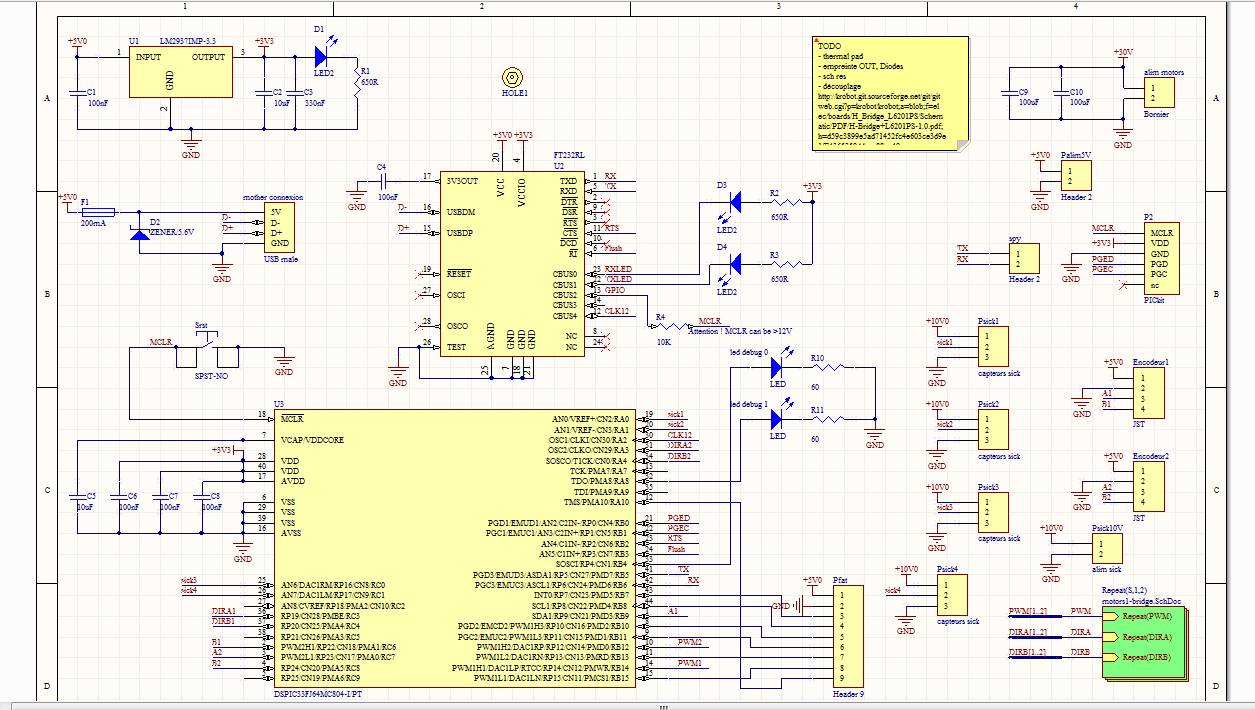 1 2 3 4
A
B
C
D
A
B
C
D
+5V0
U1 LM2937IMP-3.3
+3V3
D1
1 INPUT OUTPUT 3
GND
2
LED2
R1
650R
C1
100nF
C2
10uF
C3
330nF
GND
HOLE1
TODO
- thermal pad
- empreinte OUT, Diodes
- sch res
- découplage
http://krobot.git.sourceforge.net/git/git
web.cgi?p=krobot/krobot;a=blob;f=el
ec/boards/H_Bridge_L6201PS/Schem
atic/PDF/H-Bridge+L6201PS-1.0.pdf;
h=d59c3899e5ad71452fc4e603ce3d9e
+30V
alim motors
C9
100uF
C10
100uF
1
2
Bornier
GND
+5V0
Palim5V
1
2
Header 2
GND
+5V0
F1
200mA
D2
ZENER/5.6V
mother connexion
5V
D-
D+
GND
D-
D+
USB male
GND
+5V0 +3V3
20
4
FT232RL
U2
VCC
VCCIO
C4
100nF
GND
17 3V3OUT
D- 16 USBDM
D+ 15 USBDP
19 RESET
27 OSCI
28 OSCO
26 TEST
AGND
GND
GND
GND
25
7
18
21
GND
TXD 1 RX
RXD 5 TX
DTR 2
DSR 9
RTS 3
CTS 11 RTS
DCD 10
RI 6 Flush
CBUS0 23 RXLED
CBUS1 22 TXLED
CBUS2 13 GPIO
CBUS3 14
CBUS4 12 CLK12
NC 8
NC 24
D3
LED2
R2
650R
+3V3
D4
LED2
R3
650R
R4
10K
MCLR
Attention ! MCLR can be >12V
spy
TX
RX
1
2
Header 2
P2
MCLR
+3V3
PGED
PGEC
GND
MCLR
VDD
GND
PGD
PGC
nc
PICkit
MCLR
Srst
SPST-NO
GND
led debug 0
LED
R10
60
led debug 1
LED
R11
60
GND
+10V0
Psick1
sick1
1
2
3
GND
capteurs sick
+10V0
Psick2
sick2
1
2
3
GND
capteurs sick
+10V0
Psick3
sick3
1
2
3
GND
capteurs sick
+10V0
Psick4
sick4
1
2
3
GND
capteurs sick
+5V0
Encodeur1
A1
B1
1
2
3
4
GND
JST
+5V0
Encodeur2
A2
B2
1
2
3
4
GND
JST
+10V0
Psick10V
1
2
GND
alim sick
U3
18 MCLR
7 VCAP/VDDCORE
+3V3
28 VDD
40 VDD
17 AVDD
6 VSS
29 VSS
39 VSS
16 AVSS
C5
10uF
C6
100nF
C7
100nF
C8
100nF
GND
sick3 25 AN6/DAC1RM/RP16/CN8/RC0
sick4 26 AN7/DAC1LM/RP17/CN9/RC1
27 AN8/CVREF/RP18/PMA2/CN10/RC2
DIRA1 36 RP19/CN28/PMBE/RC3
DIRB1 37 RP20/CN25/PMA4/RC4
38 RP21/CN26/PMA3/RC5
B1 2 PWM2H1/RP22/CN18/PMA1/RC6
A2 3 PWM2L1/RP23/CN17/PMA0/RC7
B2 4 RP24/CN20/PMA5/RC8
5 RP25/CN19/PMA6/RC9
DSPIC33FJ64MC804-I/PT
AN0/VREF+/CN2/RA0 19 sick1
AN1/VREF-/CN3/RA1 20 sick2
OSC1/CLKI/CN30/RA2 30 CLK12
OSC2/CLKO/CN29/RA3 31 DIRA2
SOSCO/T1CK/CN0/RA4 34 DIRB2
TCK/PMA7/RA7 13
TDO/PMA8/RA8 32
TDI/PMA9/RA9 35
TMS/PMA10/RA10 12
PGD1/EMUD1/AN2/C2IN-/RP0/CN4/RB0 21 PGED
PGC1/EMUC1/AN3/C2IN+/RP1/CN5/RB1 22 PGEC
AN4/C1IN-/RP2/CN6/RB2 23 RTS
AN5/C1IN+/RP3/CN7/RB3 24 Flush
SOSCI/RP4/CN1/RB4 33
PGD3/EMUD3/ASDA1/RP5/CN27/PMD7/RB5 41 TX
PGC3/EMUC3/ASCL1/RP6/CN24/PMD6/RB6 42 RX
INT0/RP7/CN23/PMD5/RB7 43
SCL1/RP8/CN22/PMD4/RB8 44
SDA1/RP9/CN21/PMD3/RB9 1 A1
PGD2/EMCD2/PWM1H3/RP10/CN16/PMD2/RB10 8
PGC2/EMUC2/PWM1L3/RP11/CN15/PMD1/RB11 9
PWM1H2/DAC1RP/RP12/CN14/PMD0/RB12 10 PWM2
PWM1L2/DAC1RN/RP13/CN13/PMRD/RB13 11
PWM1H1/DAC1LP/RTCC/RP14/CN12/PMWR/RB14 14 PWM1
PWM1L1/DAC1LN/RP15/CN11/PMCS1/RB15 15
+5V0
Pfat
GND
1
2
3
4
5
6
7
8
9
Header 9
Repeat(S,1,2)
motors1-bridge.SchDoc
PWM[1..2] PWM Repeat(PWM)
DIRA[1..2] DIRA Repeat(DIRA)
DIRB[1..2] DIRB Repeat(DIRB)